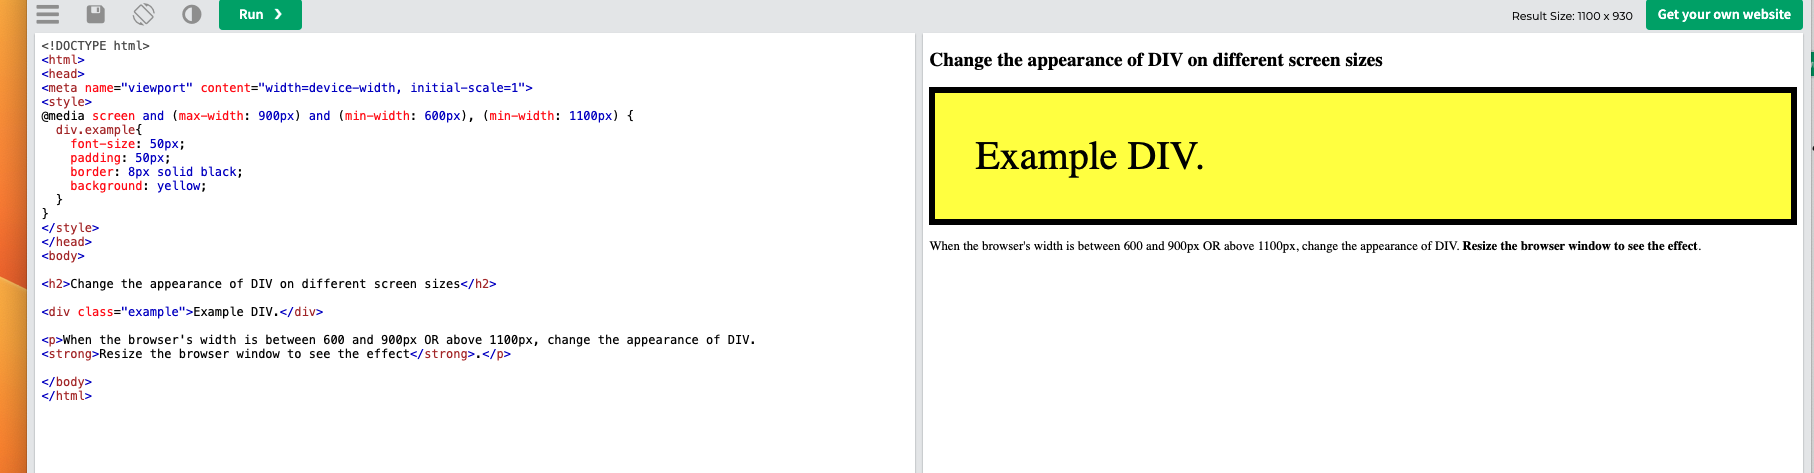 Run ❯
Result Size: 1100 x 930
Get your own website
<!DOCTYPE html>
<html>
<head>
<meta name="viewport" content="width=device-width, initial-scale=1">
<style>
@media screen and (max-width: 900px) and (min-width: 600px), (min-width: 1100px) {
  div.example{
    font-size: 50px;
    padding: 50px;
    border: 8px solid black;
    background: yellow;
  }
}
</style>
</head>
<body>

<h2>Change the appearance of DIV on different screen sizes</h2>

<div class="example">Example DIV.</div>

<p>When the browser's width is between 600 and 900px OR above 1100px, change the appearance of DIV.
<strong>Resize the browser window to see the effect</strong>.</p>

</body>
</html>
Change the appearance of DIV on different screen sizes
Example DIV.
When the browser's width is between 600 and 900px OR above 1100px, change the appearance of DIV. Resize the browser window to see the effect.